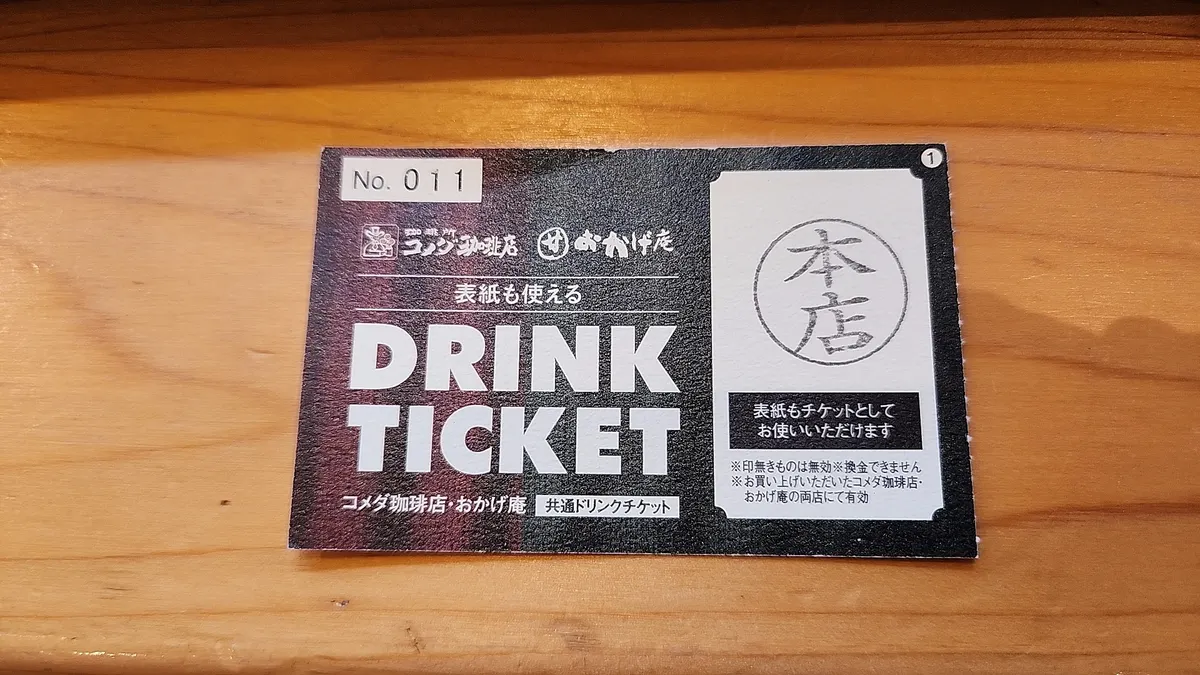 No. 011
珈琲所
コメダ珈琲店
サ おかげ庵
表紙も使える
DRINK
TICKET
コメダ珈琲店・おかげ庵 共通ドリンクチケット
1
本
店
表紙もチケットとして
お使いいただけます
※印無きものは無効※換金できません
※お買い上げいただいたコメダ珈琲店・
おかげ庵の両店にて有効